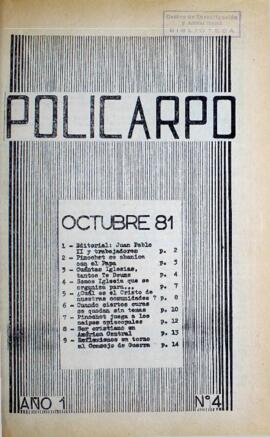 Centro de Investigación
y Acción Social
BIBLIOTECA
POLICARPO
OCTUBRE 81
1 - Editorial: Juan Pablo
II y trabajadores p. 2
2 - Pinochet se abanica
con el Papa p. 3
3 - Cuántas Iglesias,
tantos Te Deums p. 4
4 - Somos Iglesia que se
organiza para... p. 7
5 - ¿Cuál es el Cristo de
nuestras comunidades ? p. 8
6 - Cuando ciertos curas
se quedan sin temas p. 10
7 - Pinochet juega a los
naipes episcopales p. 12
8 - Ser cristiano en
América Central p. 13
9 - Reflexiones en torno
al Consejo de Guerra p. 14
AÑO 1 Nº4